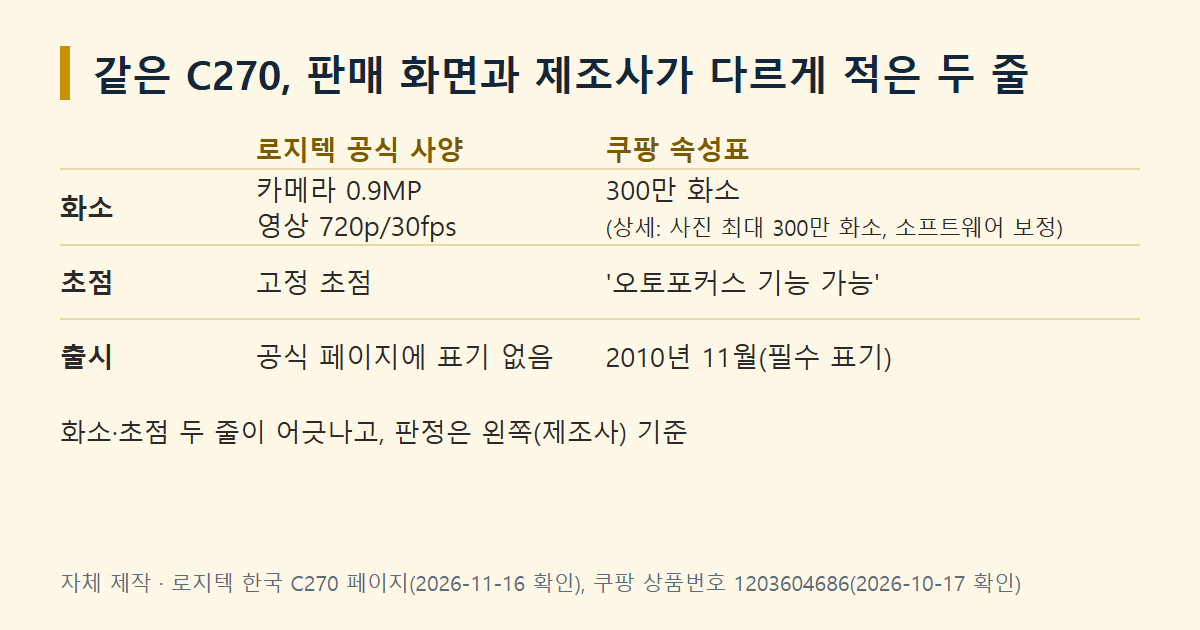 같은 C270, 판매 화면과 제조사가 다르게 적은 두 줄
로지텍 공식 사양 쿠팡 속성표
화소 카메라 0.9MP 300만 화소
영상 720p/30fps (상세: 사진 최대 300만 화소, 소프트웨어 보정)
초점 고정 초점 '오토포커스 기능 가능'
출시 공식 페이지에 표기 없음 2010년 11월(필수 표기)
화소·초점 두 줄이 어긋나고, 판정은 왼쪽(제조사) 기준
자체 제작 · 로지텍 한국 C270 페이지(2026-11-16 확인), 쿠팡 상품번호 1203604686(2026-10-17 확인)